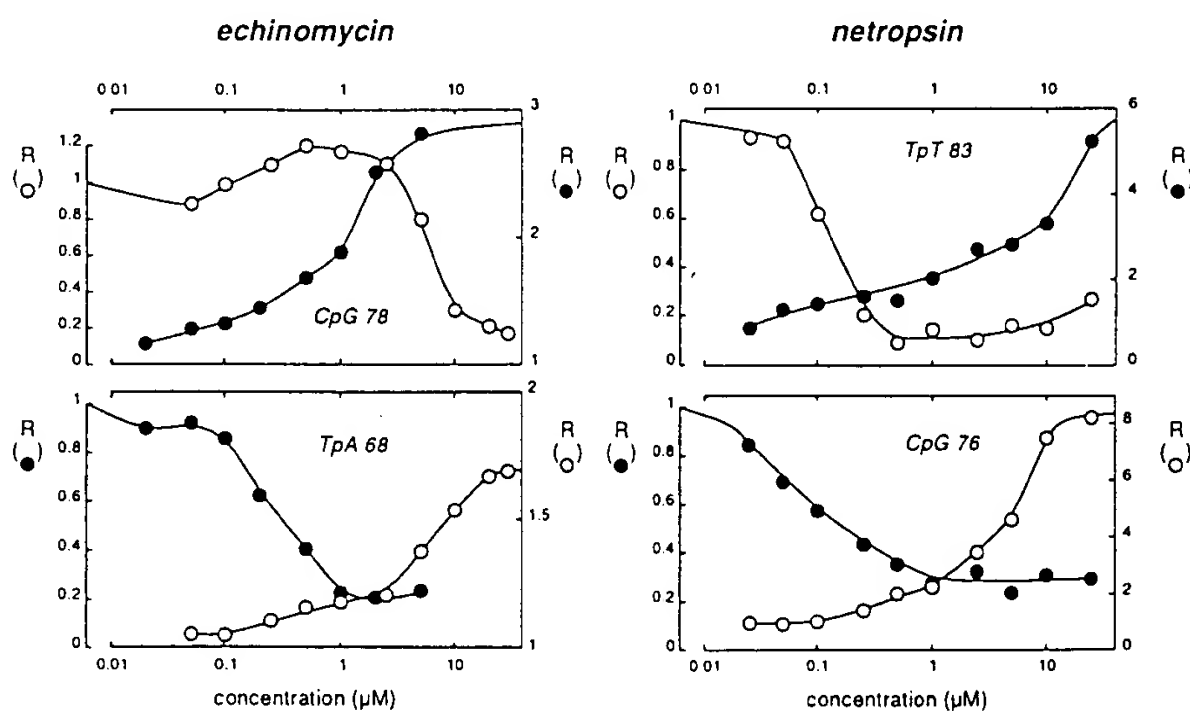 echinomycin
netropsin
0.01 0.1 1 10
0.01 0.1 1 10
3
6
1.2
1
0.8
0.6
0.4
0.2
0
R
(○)
R
(●)
2
1
CpG 78
R
(○)
1
0.8
0.6
0.4
0.2
0
TpT 83
4
2
0
R
(●)
R
(●)
1
0.8
0.6
0.4
0.2
0
TpA 68
2
1.5
1
R
(○)
R
(●)
1
0.8
0.6
0.4
0.2
0
CpG 76
8
6
4
2
0
R
(○)
0.01 0.1 1 10
0.01 0.1 1 10
concentration (µM)
concentration (µM)